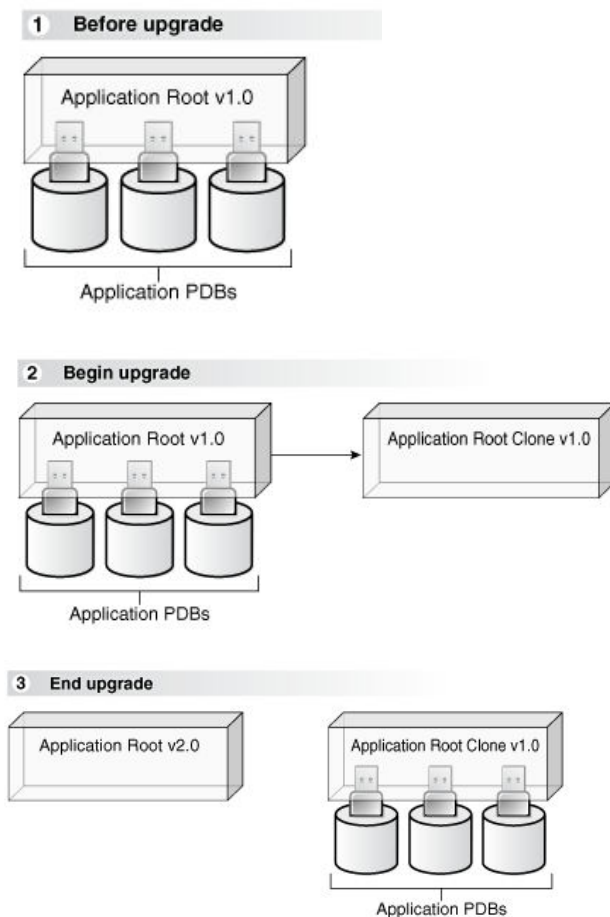 1 Before upgrade
Application Root v1.0
Application PDBs
2 Begin upgrade
Application Root v1.0
Application Root Clone v1.0
Application PDBs
3 End upgrade
Application Root v2.0
Application Root Clone v1.0
Application PDBs